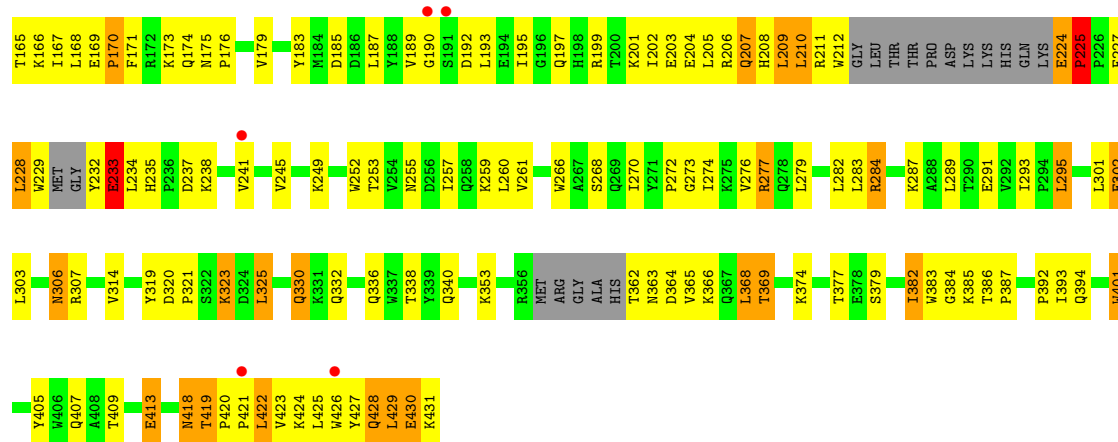 T165 K166 I167 L168 E169 P170 F171 R172 K173 Q174 N175 P176 V179 Y183 M184 D185 D186 L187 Y188 V189 G190 S191 D192 L193 E194 I195 G196 Q197 H198 R199 T200 K201 I202 E203 E204 L205 R206 Q207 H208 L209 L210 R211 W212 GLY LEU THR THR PRO ASP LYS LYS HIS GLN LYS E224 P225 P226
L228 W229 MET GLY Y232 E233 L234 H235 P236 D237 K238 V241 V245 K249 W252 T253 V254 N255 D256 I257 Q258 K259 L260 V261 W266 A267 S268 Q269 I270 Y271 P272 G273 I274 K275 V276 R277 Q278 L279 L282 L283 R284 K287 A288 L289 T290 E291 V292 I293 P294 L295 L301
L303 N306 R307 V314 Y319 D320 P321 S322 K323 D324 L325 Q330 K331 Q332 Q336 W337 T338 Y339 Q340 K353 R356 MET ARG GLY ALA HIS T362 N363 D364 V365 K366 Q367 L368 T369 K374 T377 E378 S379 I382 W383 G384 K385 T386 P387 P392 I393 Q394 W401
Y405 W406 Q407 A408 T409 E413 N418 T419 P420 P421 L422 V423 K424 L425 W426 Y427 Q428 L429 E430 K431